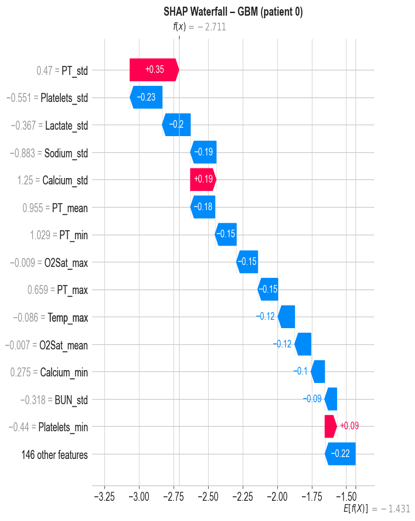 SHAP Waterfall – GBM (patient 0)
f(x) = −2.711
0.47 = PT_std +0.35
−0.551 = Platelets_std −0.23
−0.367 = Lactate_std −0.2
−0.883 = Sodium_std −0.19
1.25 = Calcium_std +0.19
0.955 = PT_mean −0.18
1.029 = PT_min −0.15
−0.009 = O2Sat_max −0.15
0.659 = PT_max −0.15
−0.086 = Temp_max −0.12
−0.007 = O2Sat_mean −0.12
0.275 = Calcium_min −0.1
−0.318 = BUN_std −0.09
−0.44 = Platelets_min +0.09
146 other features −0.22
−3.25 −3.00 −2.75 −2.50 −2.25 −2.00 −1.75 −1.50
E[f(X)] = −1.431